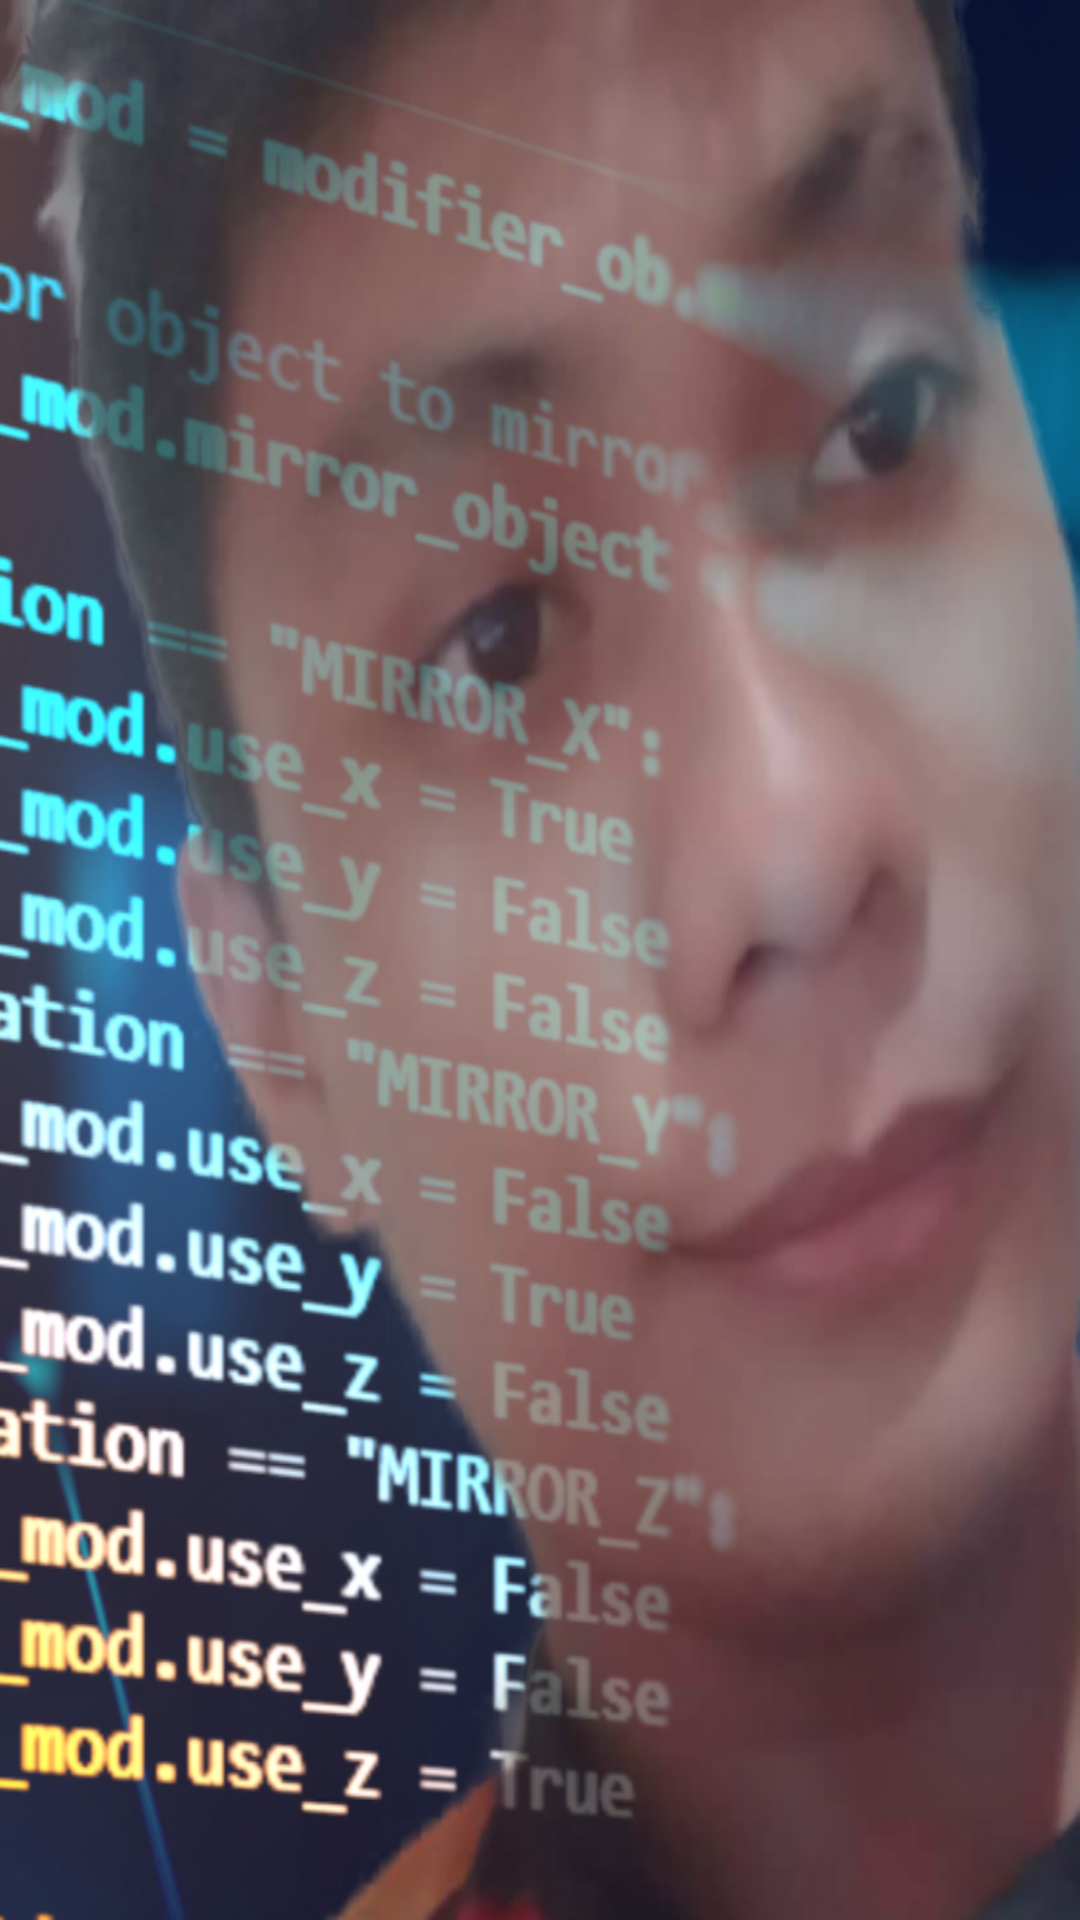 _mod = modifier_ob.
or object to mirror
_mod.mirror_object
ion == "MIRROR_X":
_mod.use_x = True
_mod.use_y = False
_mod.use_z = False
ation == "MIRROR_Y":
_mod.use_x = False
_mod.use_y = True
_mod.use_z = False
ation == "MIRROR_Z":
_mod.use_x = False
_mod.use_y = False
_mod.use_z = True